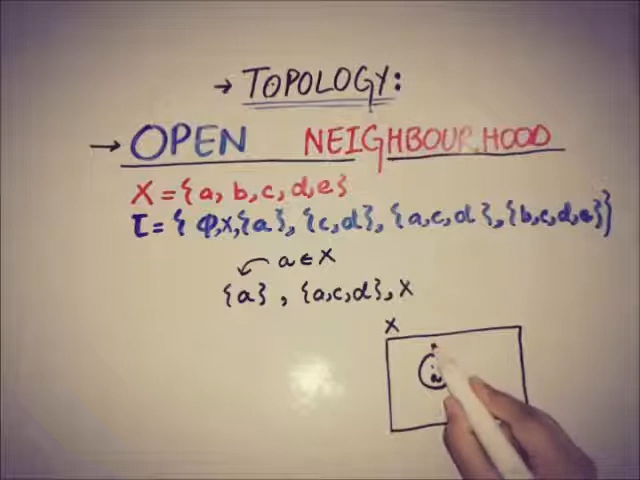 → TOPOLOGY:
→ OPEN NEIGHBOURHOOD
X = {a, b, c, d, e}
τ = { φ, X, {a}, {c, d}, {a, c, d}, {b, c, d, e}}
a ∈ X
{a} , {a, c, d}, X
X